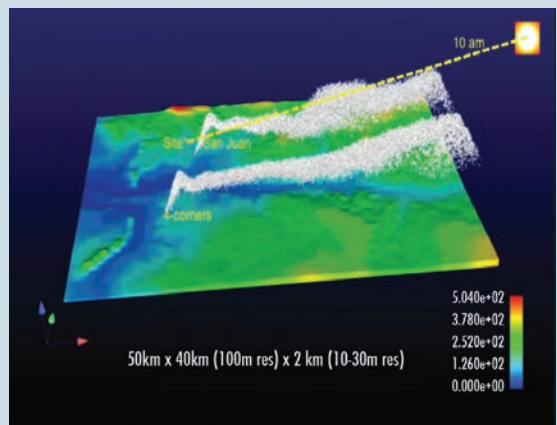 10 am
Site San Juan
4-corners
5.040e+02
3.780e+02
2.520e+02
1.260e+02
0.000e+00
50km x 40km (100m res) x 2 km (10-30m res)